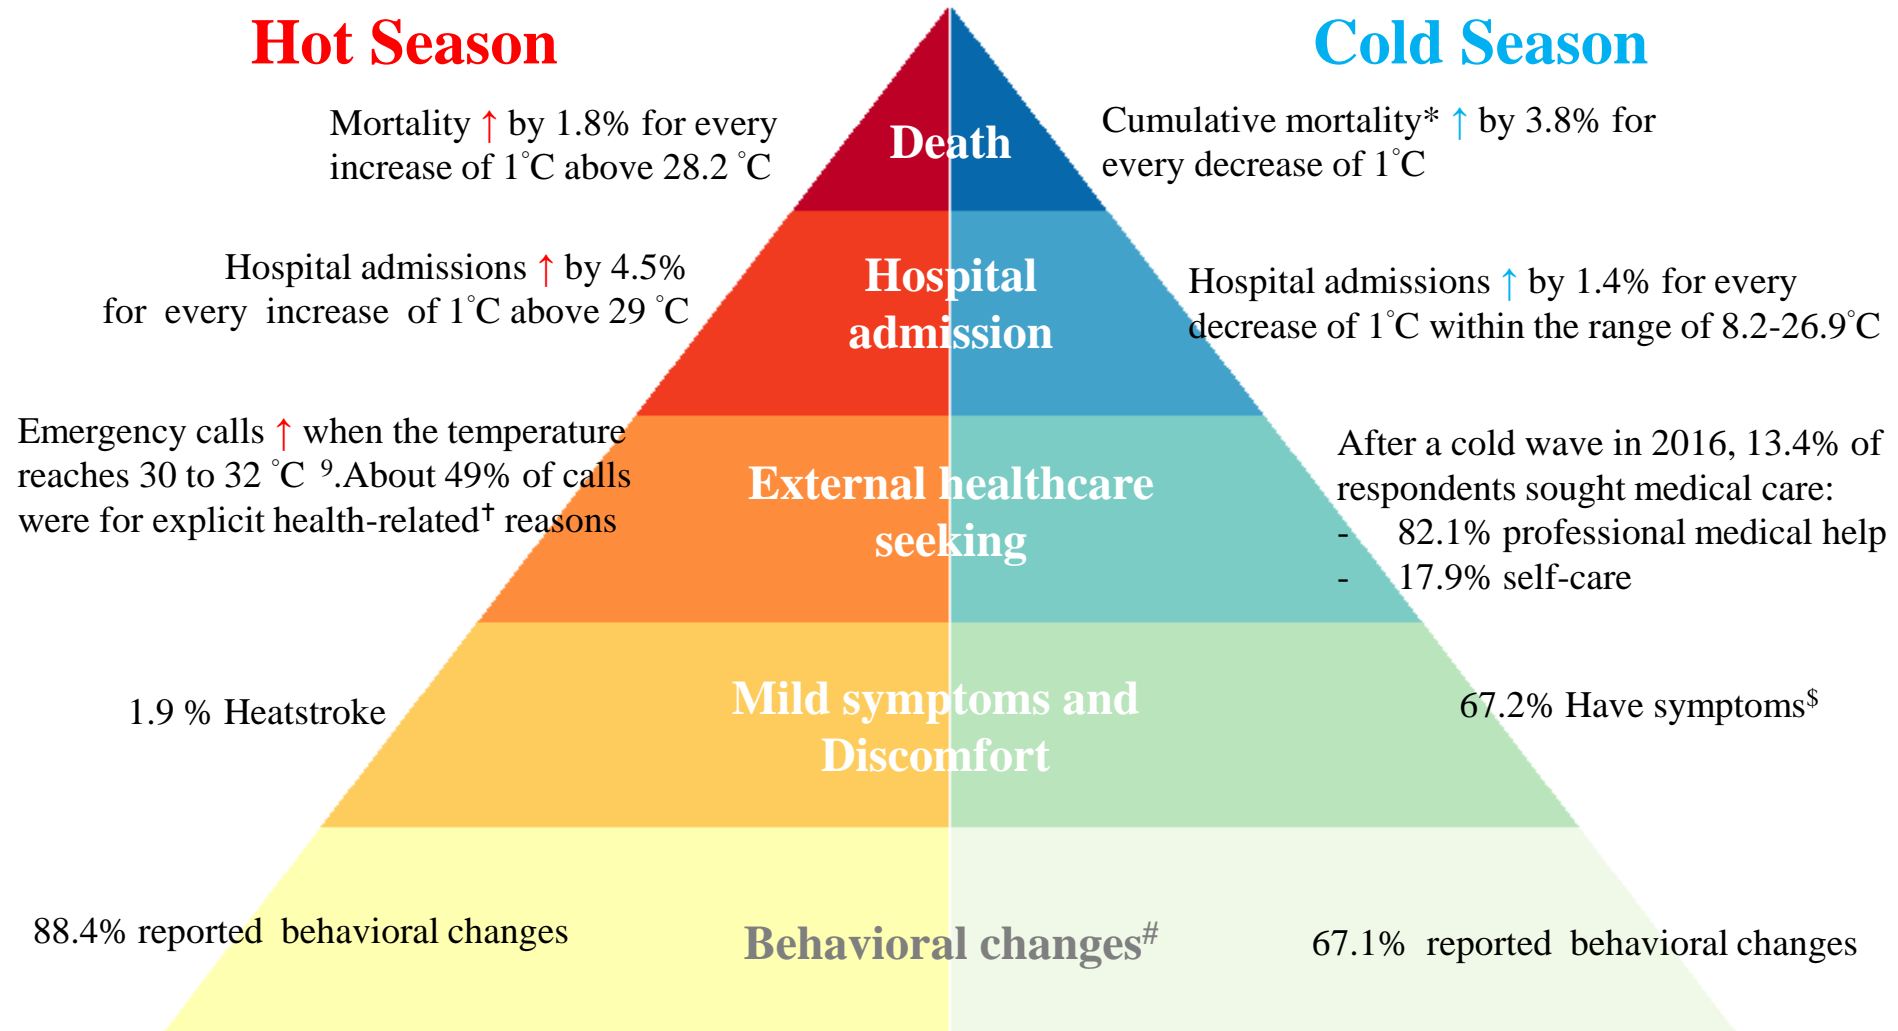 Hot Season
Cold Season
Mortality ↑ by 1.8% for every
increase of 1°C above 28.2 °C
Death
Cumulative mortality* ↑ by 3.8% for
every decrease of 1°C
Hospital admissions ↑ by 4.5%
for every increase of 1°C above 29 °C
Hospital
admission
Hospital admissions ↑ by 1.4% for every
decrease of 1°C within the range of 8.2-26.9°C
Emergency calls ↑ when the temperature
reaches 30 to 32 °C ⁹.About 49% of calls
were for explicit health-related† reasons
External healthcare
seeking
After a cold wave in 2016, 13.4% of
respondents sought medical care:
- 82.1% professional medical help
- 17.9% self-care
1.9 % Heatstroke
Mild symptoms and
Discomfort
67.2% Have symptoms$
88.4% reported behavioral changes
Behavioral changes#
67.1% reported behavioral changes